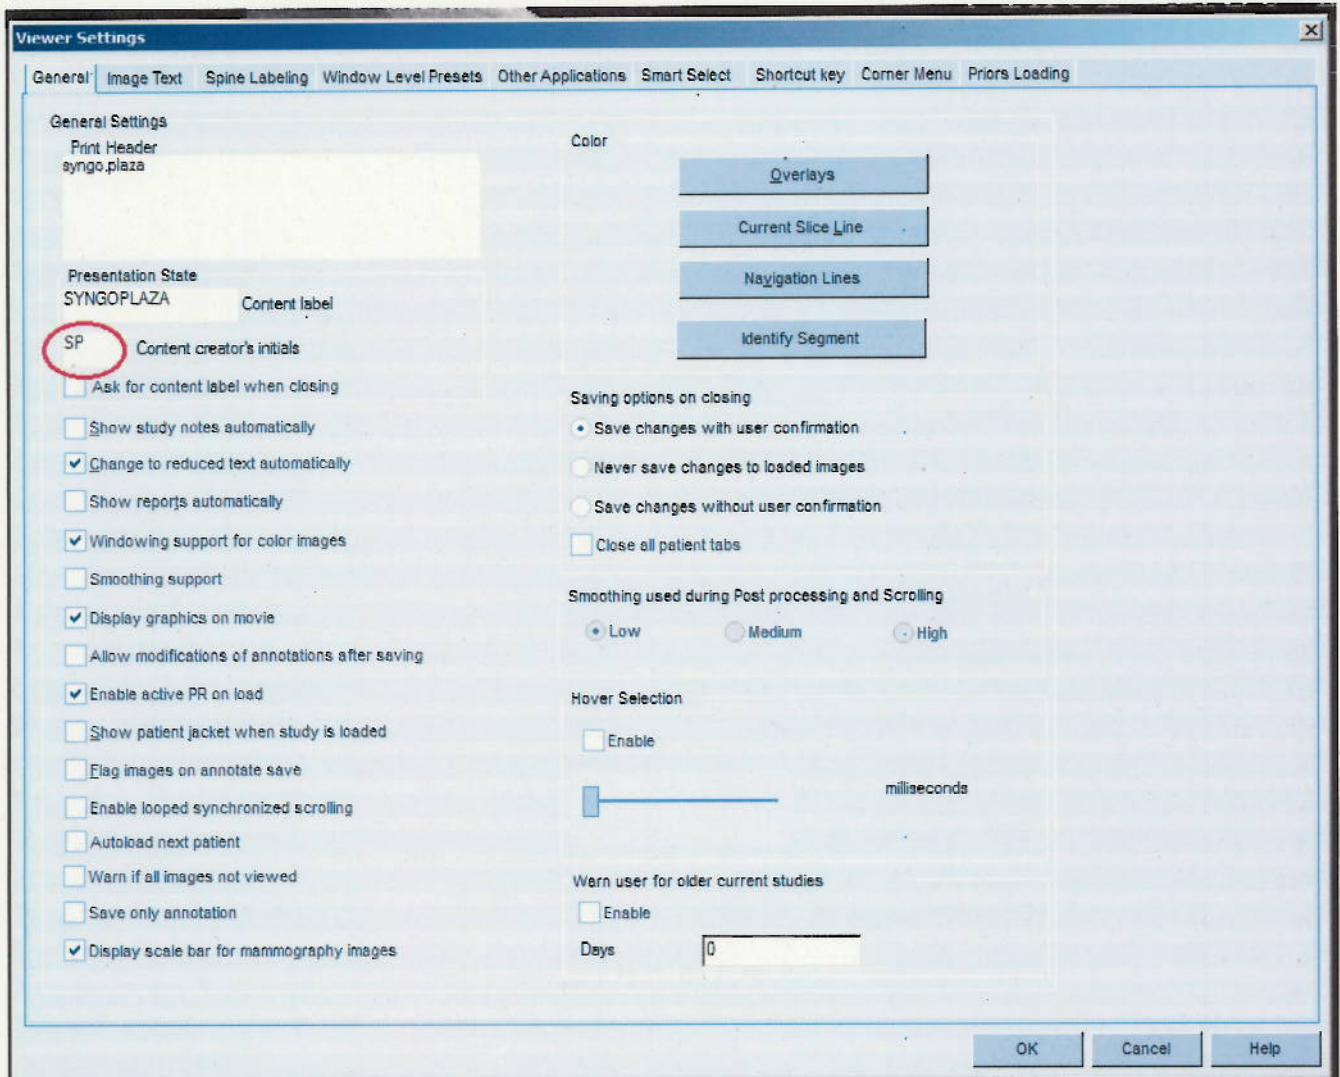 Viewer Settings
General Image Text Spine Labeling Window Level Presets Other Applications Smart Select Shortcut key Corner Menu Priors Loading
General Settings
Print Header
syngo.plaza
Presentation State
SYNGOPLAZA Content label
SP Content creator's initials
Ask for content label when closing
Show study notes automatically
Change to reduced text automatically
Show reports automatically
Windowing support for color images
Smoothing support
Display graphics on movie
Allow modifications of annotations after saving
Enable active PR on load
Show patient jacket when study is loaded
Flag images on annotate save
Enable looped synchronized scrolling
Autoload next patient
Warn if all images not viewed
Save only annotation
Display scale bar for mammography images
Color
Overlays
Current Slice Line
Navigation Lines
Identify Segment
Saving options on closing
Save changes with user confirmation
Never save changes to loaded images
Save changes without user confirmation
Close all patient tabs
Smoothing used during Post processing and Scrolling
Low Medium High
Hover Selection
Enable
milliseconds
Warn user for older current studies
Enable
Days 0
OK Cancel Help